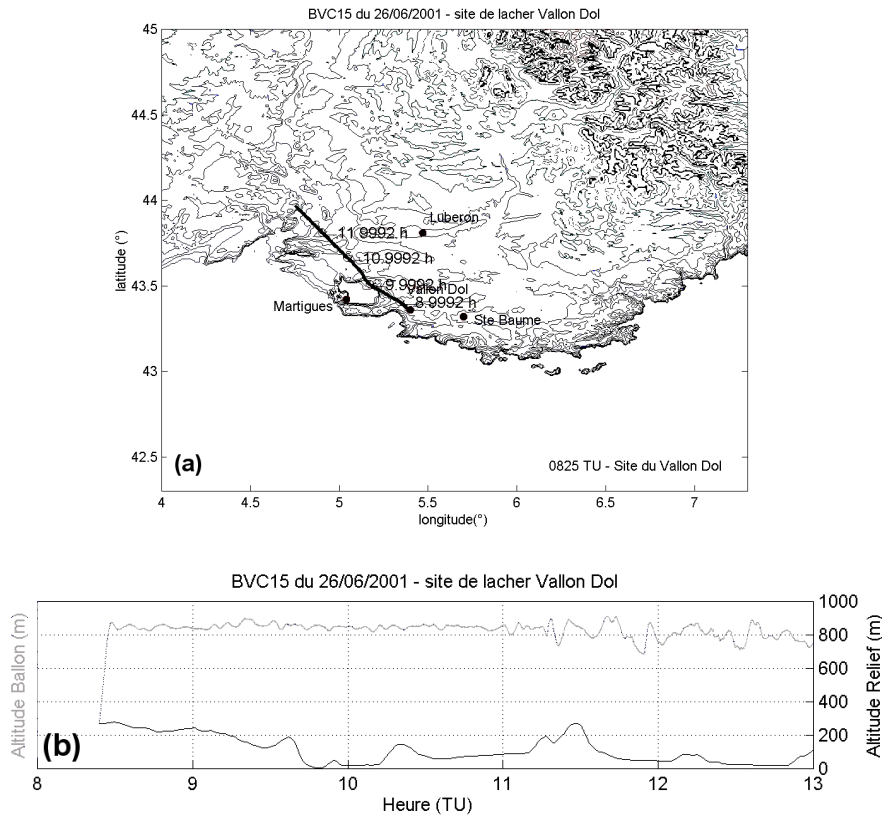 BVC15 du 26/06/2001 - site de lacher Vallon Dol
45
44.5
44
43.5
43
42.5
latitude (°)
Luberon
11.9992 h
10.9992 h
9.9992 h
Vallon Dol
8.9992 h
Martigues
Ste Baume
(a)
0825 TU - Site du Vallon Dol
4 4.5 5 5.5 6 6.5 7
longitude(°)
BVC15 du 26/06/2001 - site de lacher Vallon Dol
Altitude Ballon (m)
1000
800
600
400
200
0
Altitude Relief (m)
(b)
8 9 10 11 12 13
Heure (TU)